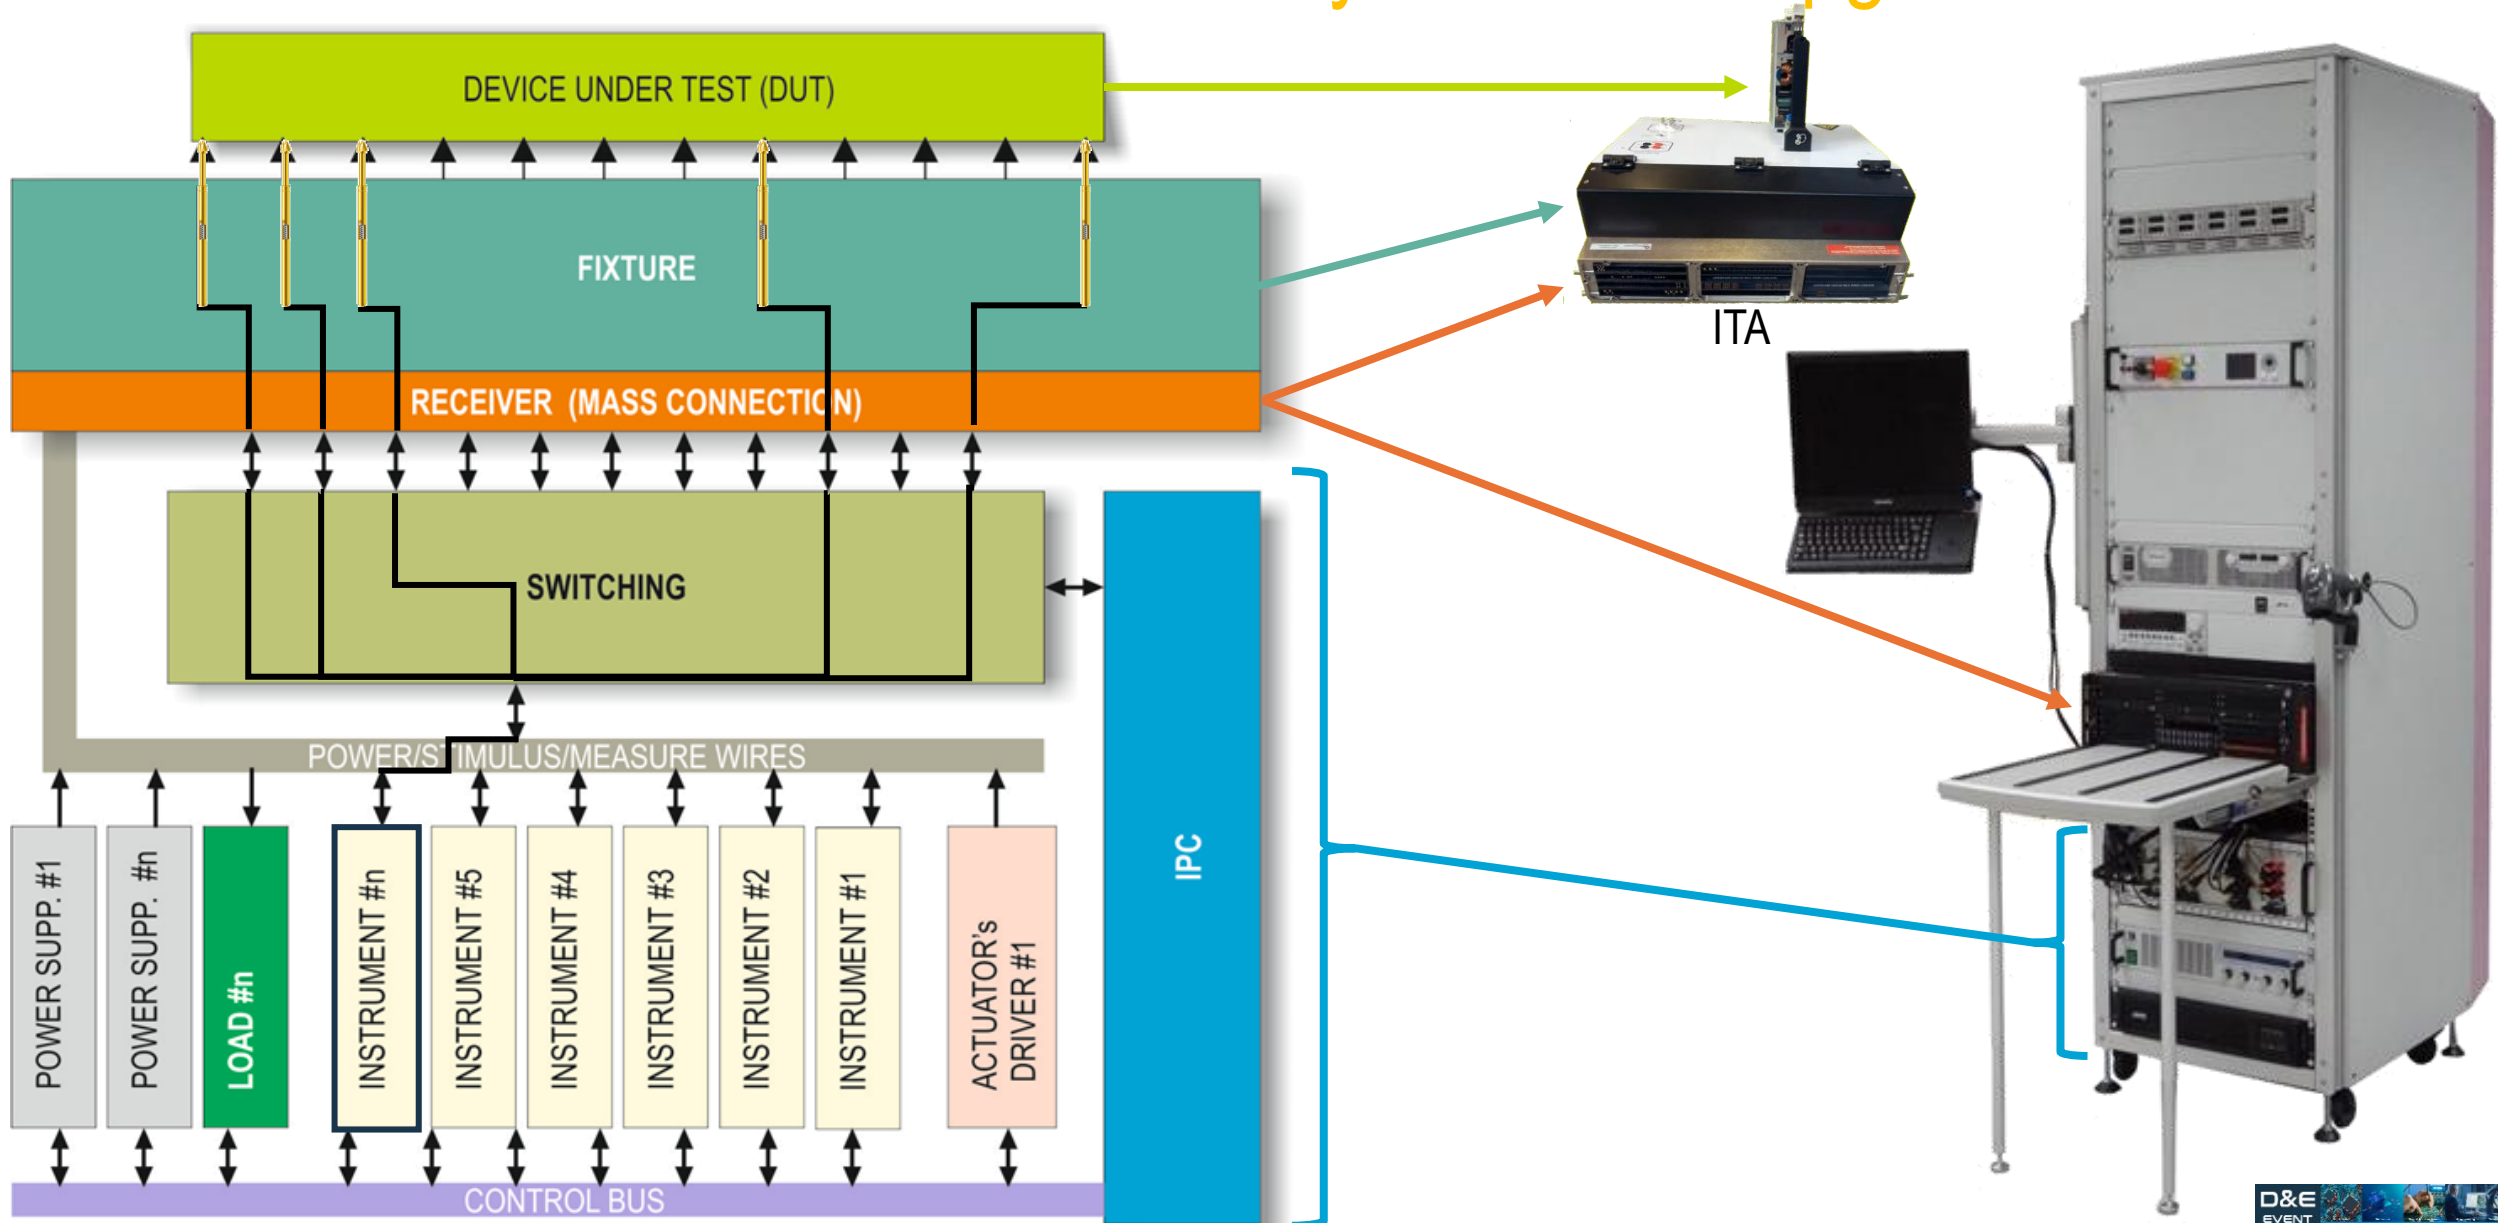 DEVICE UNDER TEST (DUT)
FIXTURE
RECEIVER (MASS CONNECTION)
ITA
SWITCHING
POWER/STIMULUS/MEASURE WIRES
POWER SUPP. #1
POWER SUPP. #n
LOAD #n
INSTRUMENT #n
INSTRUMENT #5
INSTRUMENT #4
INSTRUMENT #3
INSTRUMENT #2
INSTRUMENT #1
ACTUATOR's
DRIVER #1
IPC
CONTROL BUS
D&E
EVENT